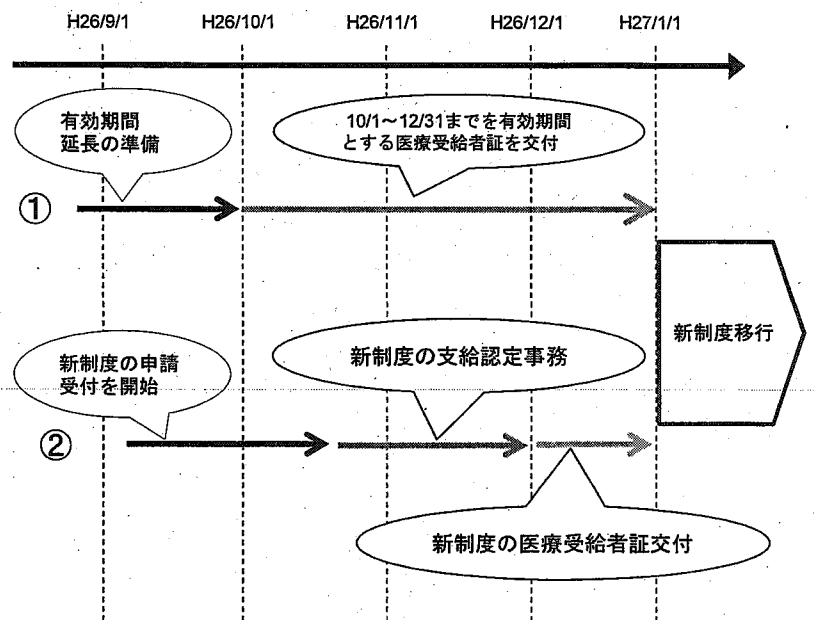 H26/9/1 H26/10/1 H26/11/1 H26/12/1 H27/1/1
有効期間
延長の準備
10/1~12/31までを有効期間
とする医療受給者証を交付
①
新制度移行
新制度の申請
受付を開始
新制度の支給認定事務
②
新制度の医療受給者証交付